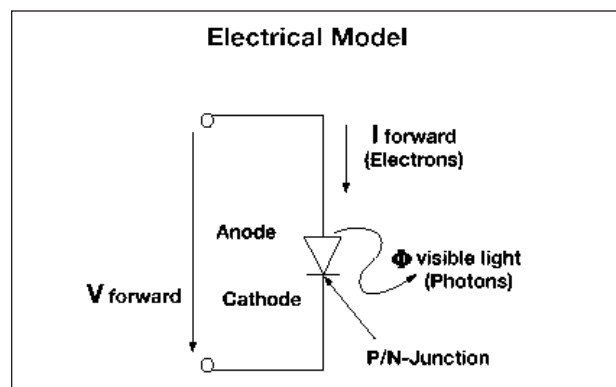 Electrical Model
I forward
(Electrons)
Anode
Φ visible light
(Photons)
V forward
Cathode
P/N-Junction